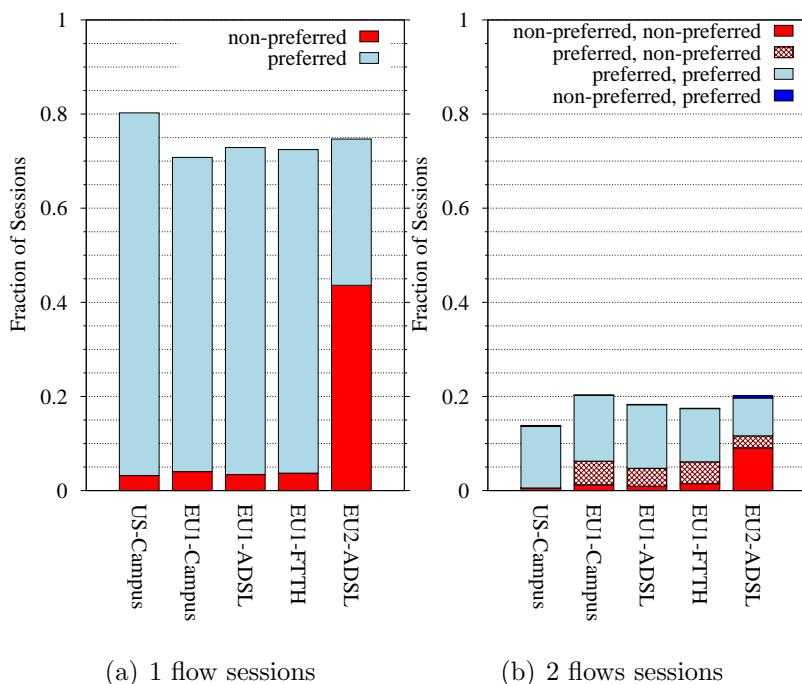 Fraction of Sessions
1
0.8
0.6
0.4
0.2
0
non-preferred
preferred
US-Campus
EU1-Campus
EU1-ADSL
EU1-FTTH
EU2-ADSL
(a) 1 flow sessions
Fraction of Sessions
1
0.8
0.6
0.4
0.2
0
non-preferred, non-preferred
preferred, non-preferred
preferred, preferred
non-preferred, preferred
US-Campus
EU1-Campus
EU1-ADSL
EU1-FTTH
EU2-ADSL
(b) 2 flows sessions